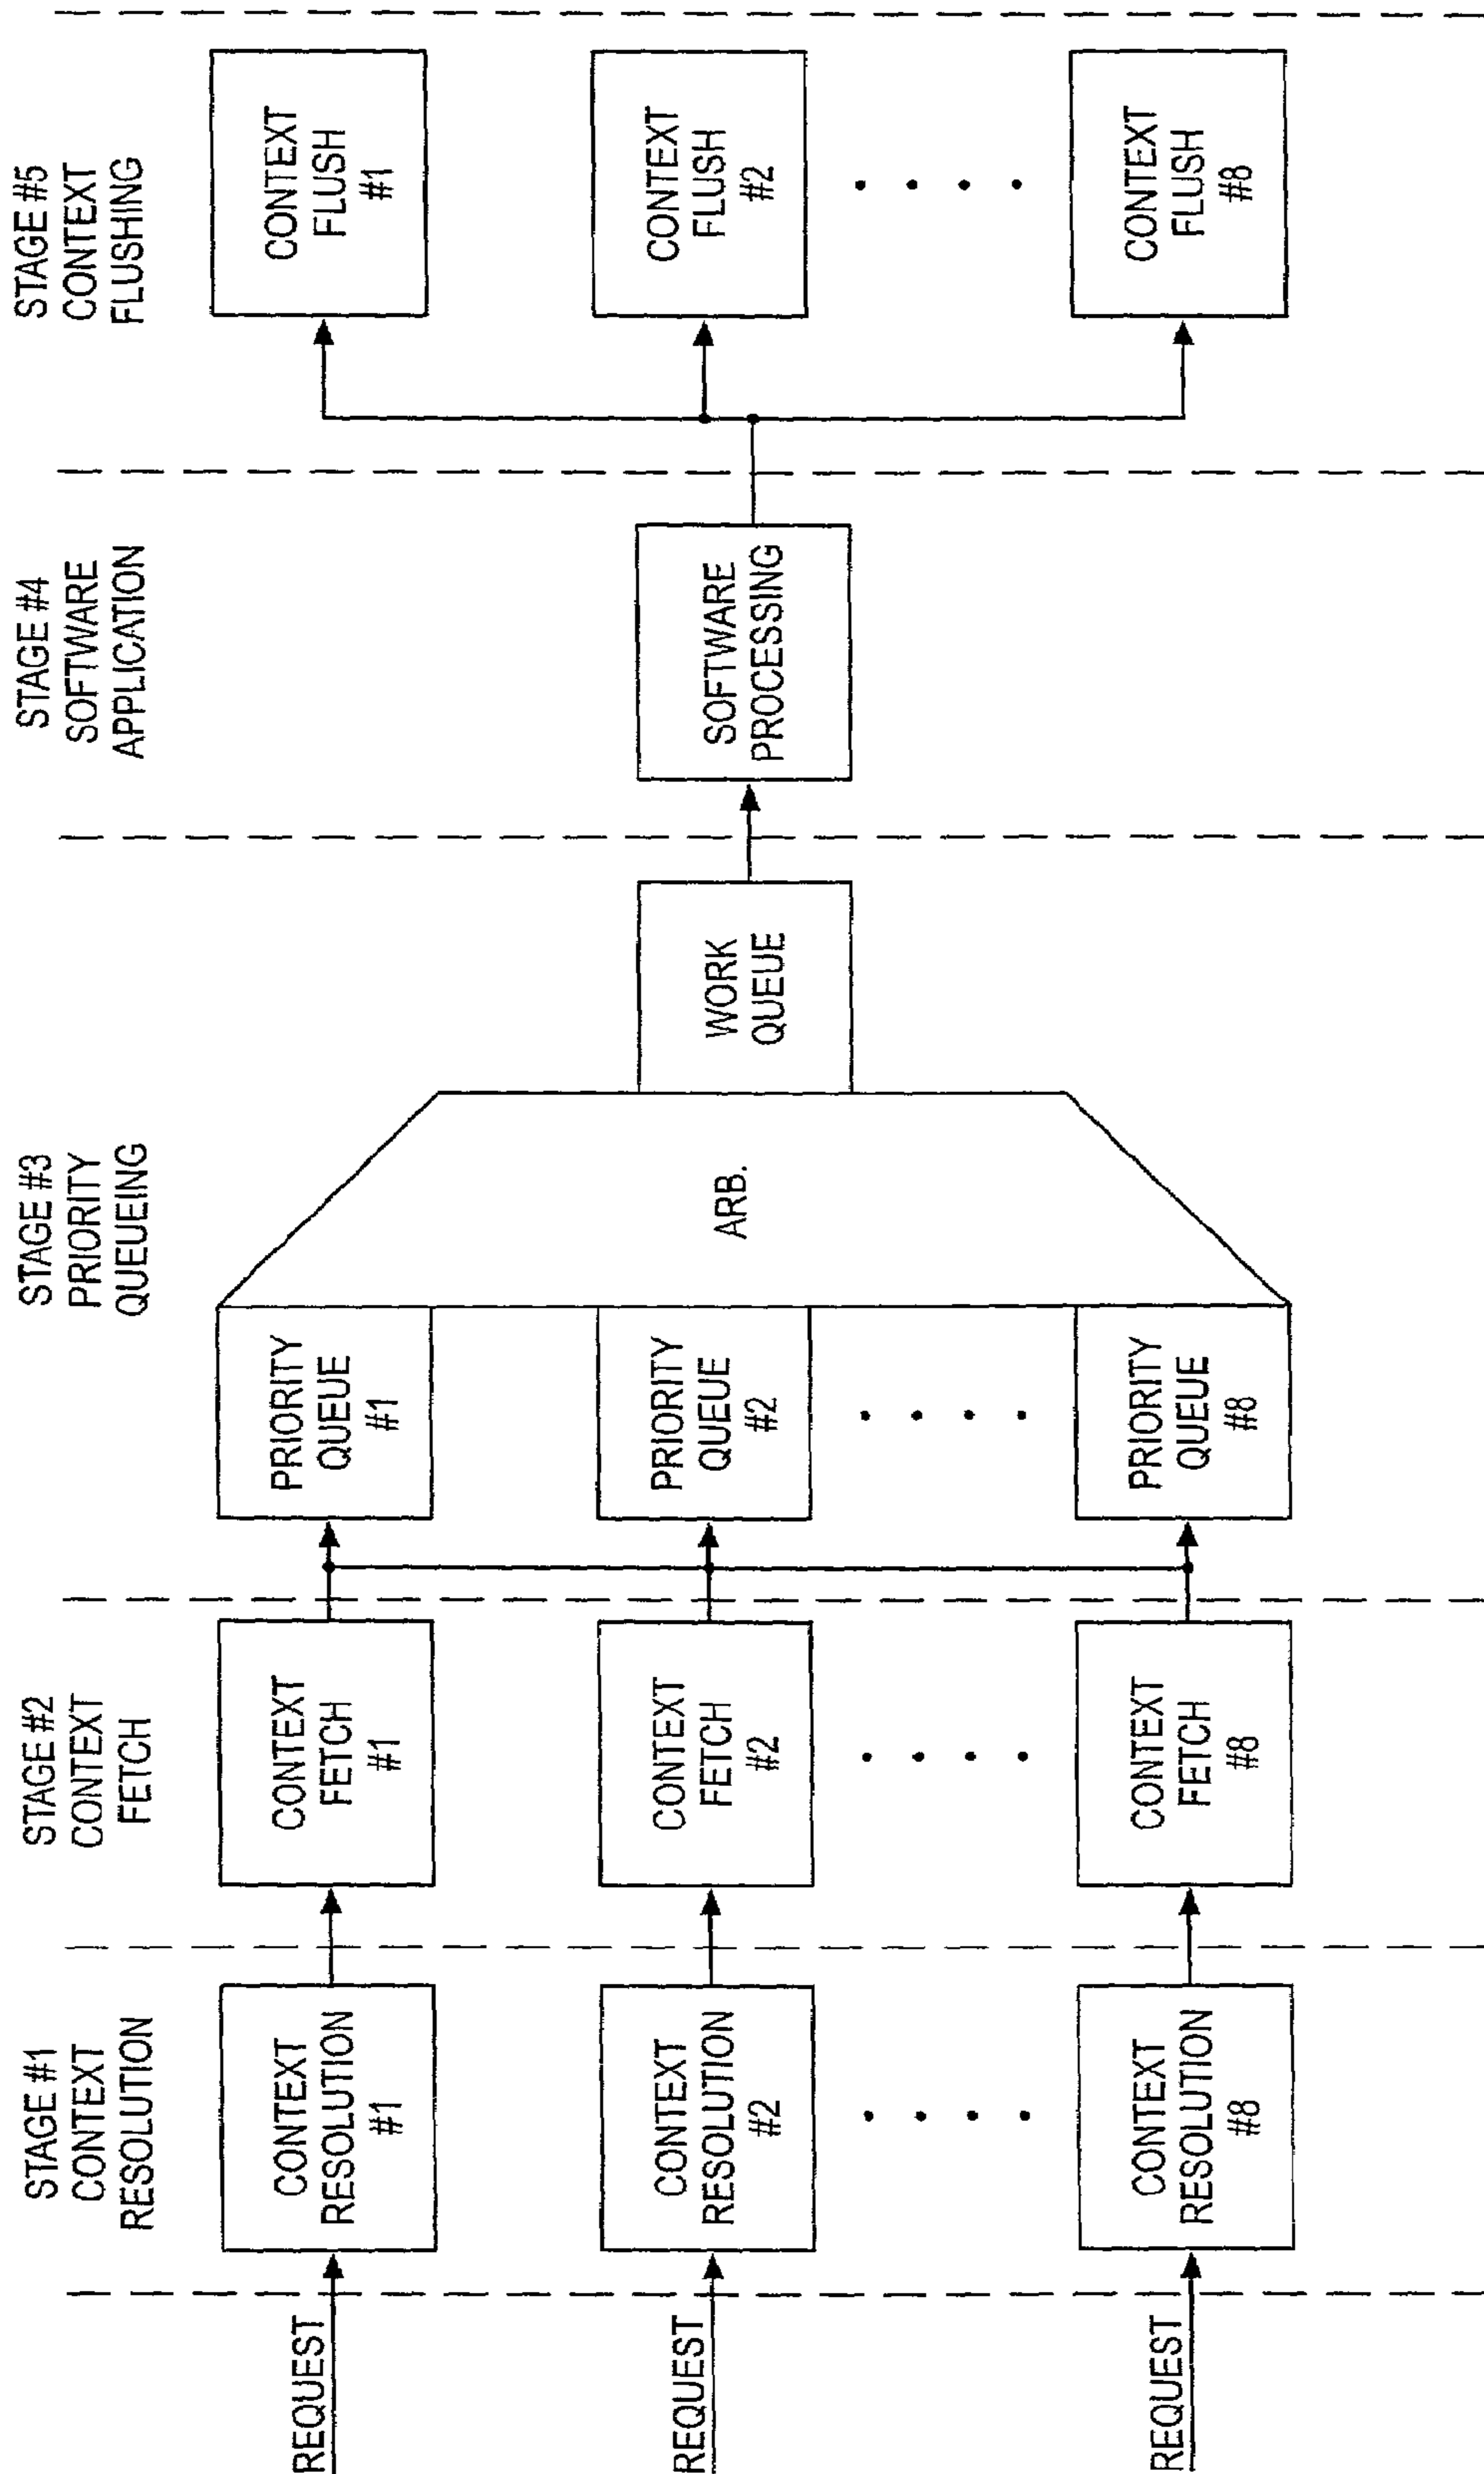 STAGE #1
CONTEXT
RESOLUTION
STAGE #2
CONTEXT
FETCH
STAGE #3
PRIORITY
QUEUEING
STAGE #4
SOFTWARE
APPLICATION
STAGE #5
CONTEXT
FLUSHING
REQUEST
CONTEXT
RESOLUTION
#1
CONTEXT
FETCH
#1
PRIORITY
QUEUE
#1
CONTEXT
FLUSH
#1
REQUEST
CONTEXT
RESOLUTION
#2
CONTEXT
FETCH
#2
PRIORITY
QUEUE
#2
ARB.
WORK
QUEUE
SOFTWARE
PROCESSING
CONTEXT
FLUSH
#2
REQUEST
CONTEXT
RESOLUTION
#8
CONTEXT
FETCH
#8
PRIORITY
QUEUE
#8
CONTEXT
FLUSH
#8